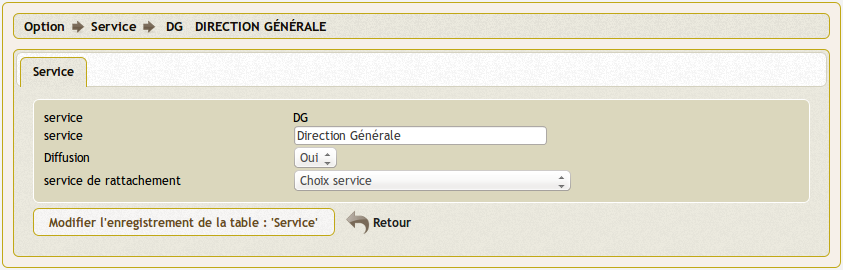 Option Service DG DIRECTION GÉNÉRALE
Service
service DG
service Direction Générale
Diffusion Oui
service de rattachement Choix service
Modifier l'enregistrement de la table : 'Service' Retour